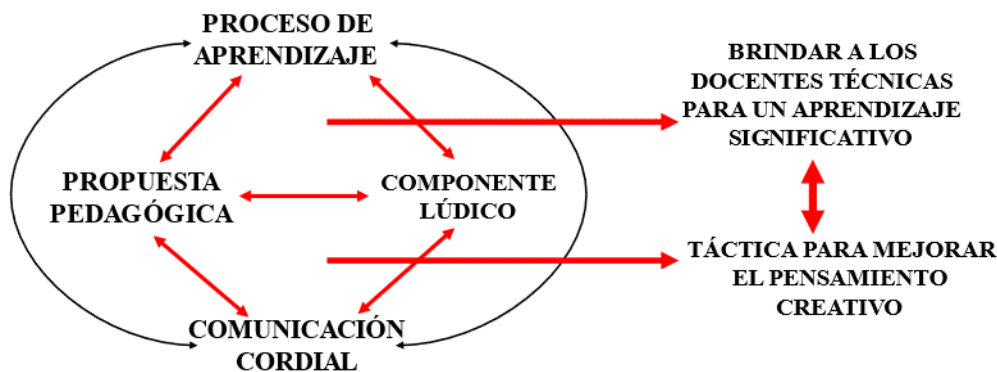 PROCESO DE
APRENDIZAJE
PROPUESTA
PEDAGÓGICA
COMPONENTE
LÚDICO
COMUNICACIÓN
CORDIAL
BRINDAR A LOS
DOCENTES TÉCNICAS
PARA UN APRENDIZAJE
SIGNIFICATIVO
TÁCTICA PARA MEJORAR
EL PENSAMIENTO
CREATIVO